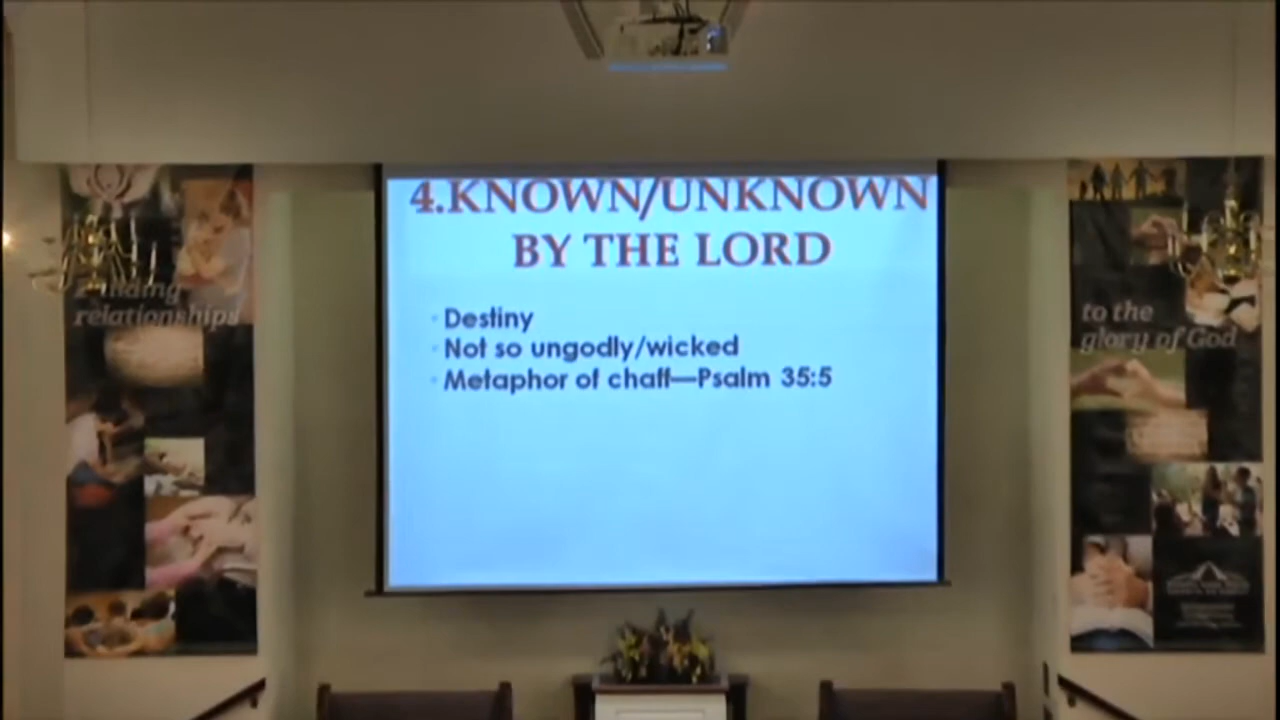 4.KNOWN/UNKNOWN
BY THE LORD
Destiny
Not so ungodly/wicked
Metaphor of chaff—Psalm 35:5
relationships
to the
glory of God